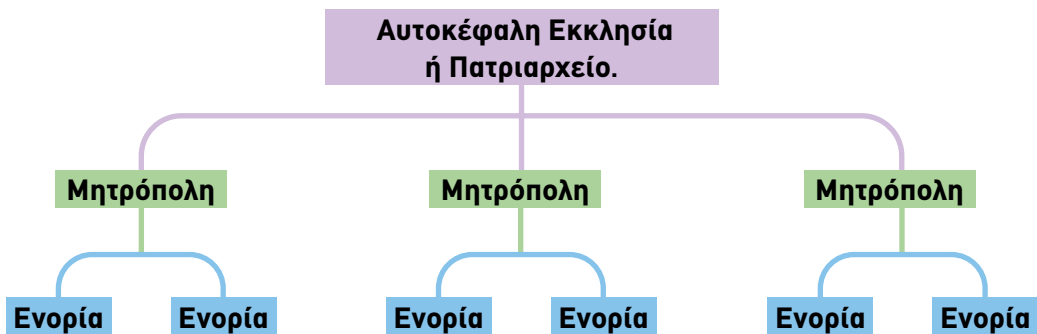 Αυτοκέφαλη Εκκλησία
ή Πατριαρχείο.
Μητρόπολη Μητρόπολη Μητρόπολη
Ενορία Ενορία Ενορία Ενορία Ενορία Ενορία